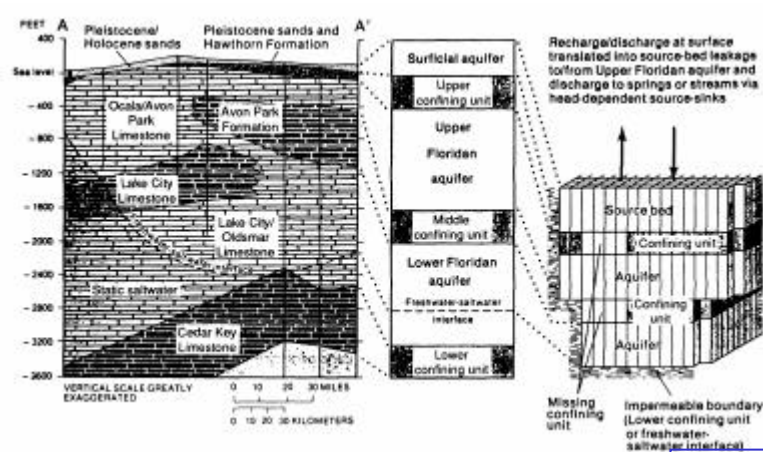 FEET
A
A'
Pleistocene/
Holocene sands
Pleistocene sands and
Hawthorn Formation
400
Sea level
- 400
- 800
- 1200
- 1600
- 2000
- 2400
- 2800
- 3200
- 3600
Ocala/Avon
Park
Limestone
Avon Park
Formation
Lake City
Limestone
Lake City/
Oldsmar
Limestone
Static saltwater
Cedar Key
Limestone
VERTICAL SCALE GREATLY
EXAGGERATED
0 10 20 30 MILES
0 10 20 30 KILOMETERS
Surficial aquifer
Upper
confining unit
Upper
Floridan
aquifer
Middle
confining unit
Lower Floridan
aquifer
Freshwater-saltwater
interface
Lower
confining unit
Recharge/discharge at surface
translated into source-bed leakage
to/from Upper Floridan aquifer and
discharge to springs or streams via
head-dependent source-sinks
Source bed
Confining unit
Aquifer
Confining
unit
Aquifer
Missing
confining
unit
Impermeable boundary
(Lower confining unit
or freshwater-
saltwater interface)